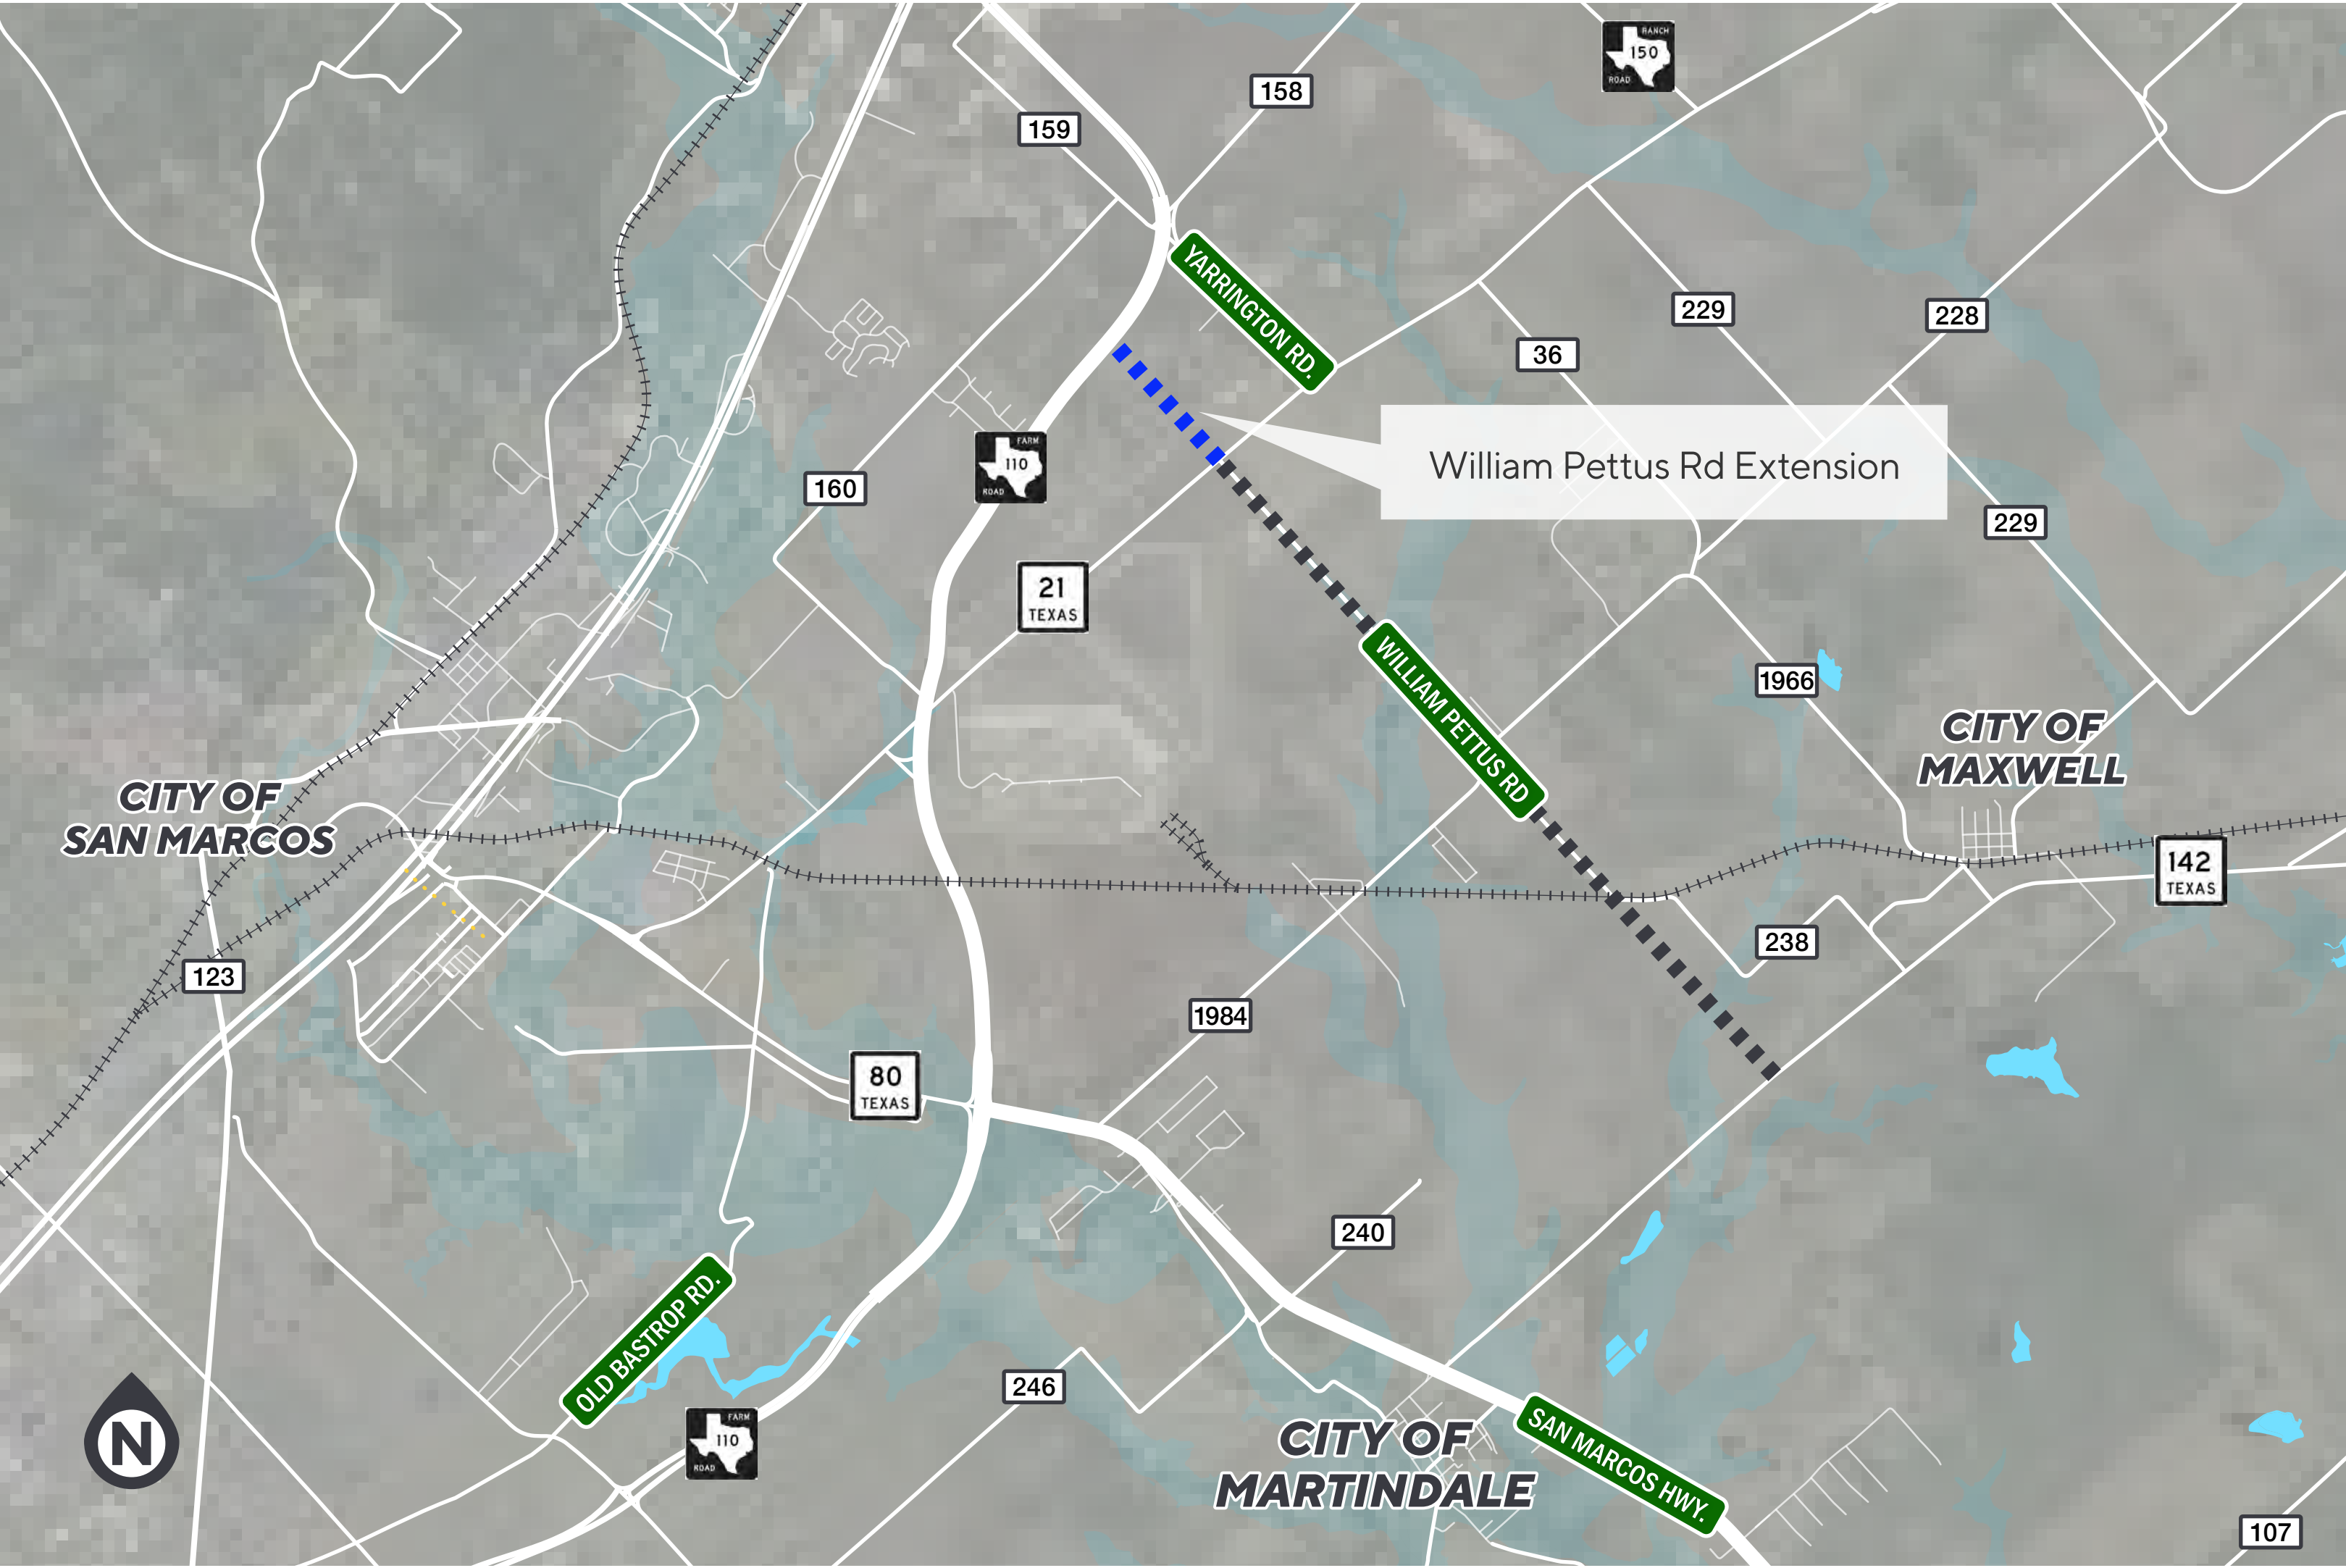 RANCH
150
ROAD
158
159
YARRINGTON RD.
229
228
36
William Pettus Rd Extension
FARM
110
ROAD
160
229
21
TEXAS
WILLIAM PETTUS RD
1966
CITY OF
MAXWELL
CITY OF
SAN MARCOS
142
TEXAS
238
123
1984
80
TEXAS
240
OLD BASTROP RD.
246
N
FARM
110
ROAD
CITY OF
MARTINDALE
SAN MARCOS HWY.
107